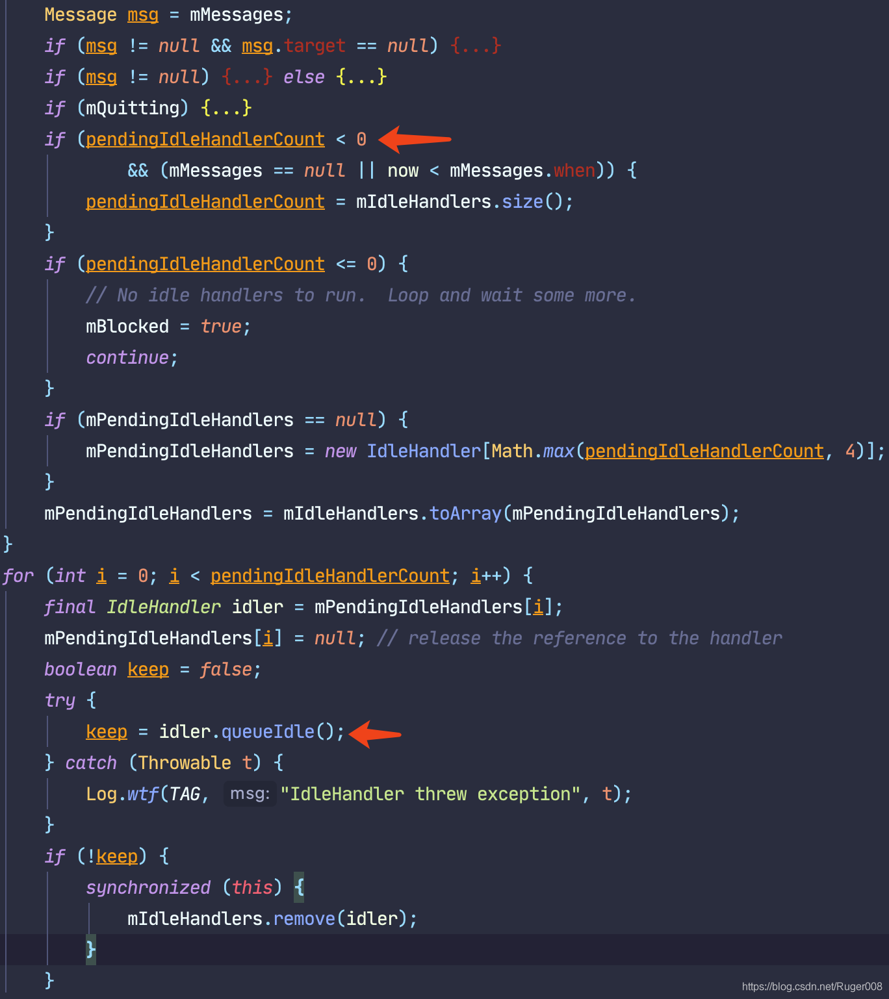 Message msg = mMessages;
if (msg != null && msg.target == null) {...}
if (msg != null) {...} else {...}
if (mQuitting) {...}
if (pendingIdleHandlerCount < 0
&& (mMessages == null || now < mMessages.when)) {
pendingIdleHandlerCount = mIdleHandlers.size();
}
if (pendingIdleHandlerCount <= 0) {
// No idle handlers to run.  Loop and wait some more.
mBlocked = true;
continue;
}
if (mPendingIdleHandlers == null) {
mPendingIdleHandlers = new IdleHandler[Math.max(pendingIdleHandlerCount, 4)];
}
mPendingIdleHandlers = mIdleHandlers.toArray(mPendingIdleHandlers);
}
for (int i = 0; i < pendingIdleHandlerCount; i++) {
final IdleHandler idler = mPendingIdleHandlers[i];
mPendingIdleHandlers[i] = null; // release the reference to the handler
boolean keep = false;
try {
keep = idler.queueIdle();
} catch (Throwable t) {
Log.wtf(TAG, msg: "IdleHandler threw exception", t);
}
if (!keep) {
synchronized (this) {
mIdleHandlers.remove(idler);
}
}
https://blog.csdn.net/Ruger008